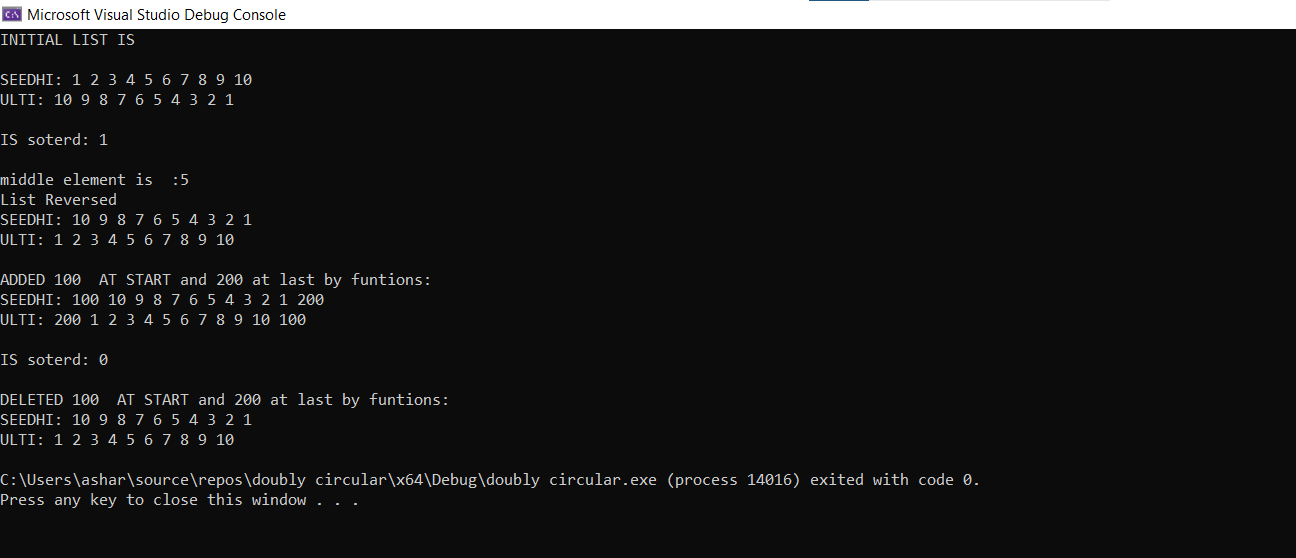 Microsoft Visual Studio Debug Console
INITIAL LIST IS
SEEDHI: 1 2 3 4 5 6 7 8 9 10
ULTI: 10 9 8 7 6 5 4 3 2 1
IS soterd: 1
middle element is  :5
List Reversed
SEEDHI: 10 9 8 7 6 5 4 3 2 1
ULTI: 1 2 3 4 5 6 7 8 9 10
ADDED 100  AT START and 200 at last by funtions:
SEEDHI: 100 10 9 8 7 6 5 4 3 2 1 200
ULTI: 200 1 2 3 4 5 6 7 8 9 10 100
IS soterd: 0
DELETED 100  AT START and 200 at last by funtions:
SEEDHI: 10 9 8 7 6 5 4 3 2 1
ULTI: 1 2 3 4 5 6 7 8 9 10
C:\Users\ashar\source\repos\doubly circular\x64\Debug\doubly circular.exe (process 14016) exited with code 0.
Press any key to close this window . . .